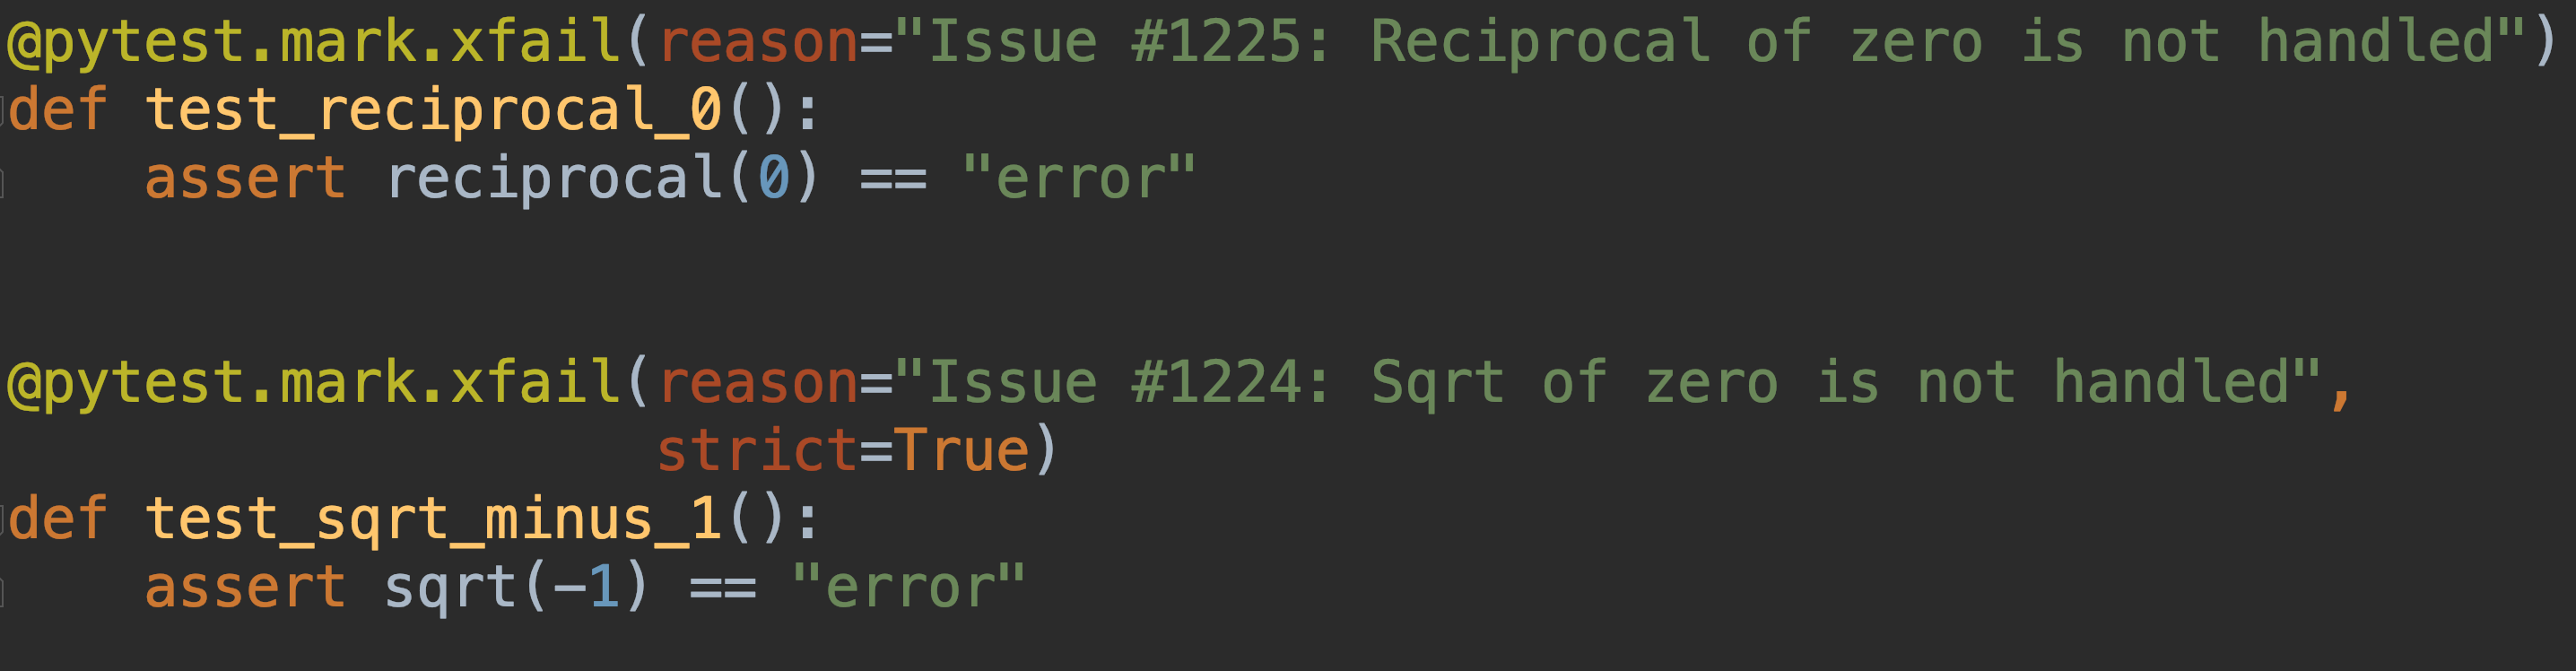 @pytest.mark.xfail(reason="Issue #1225: Reciprocal of zero is not handled")
def test_reciprocal_0():
    assert reciprocal(0) == "error"
@pytest.mark.xfail(reason="Issue #1224: Sqrt of zero is not handled",
                   strict=True)
def test_sqrt_minus_1():
    assert sqrt(-1) == "error"